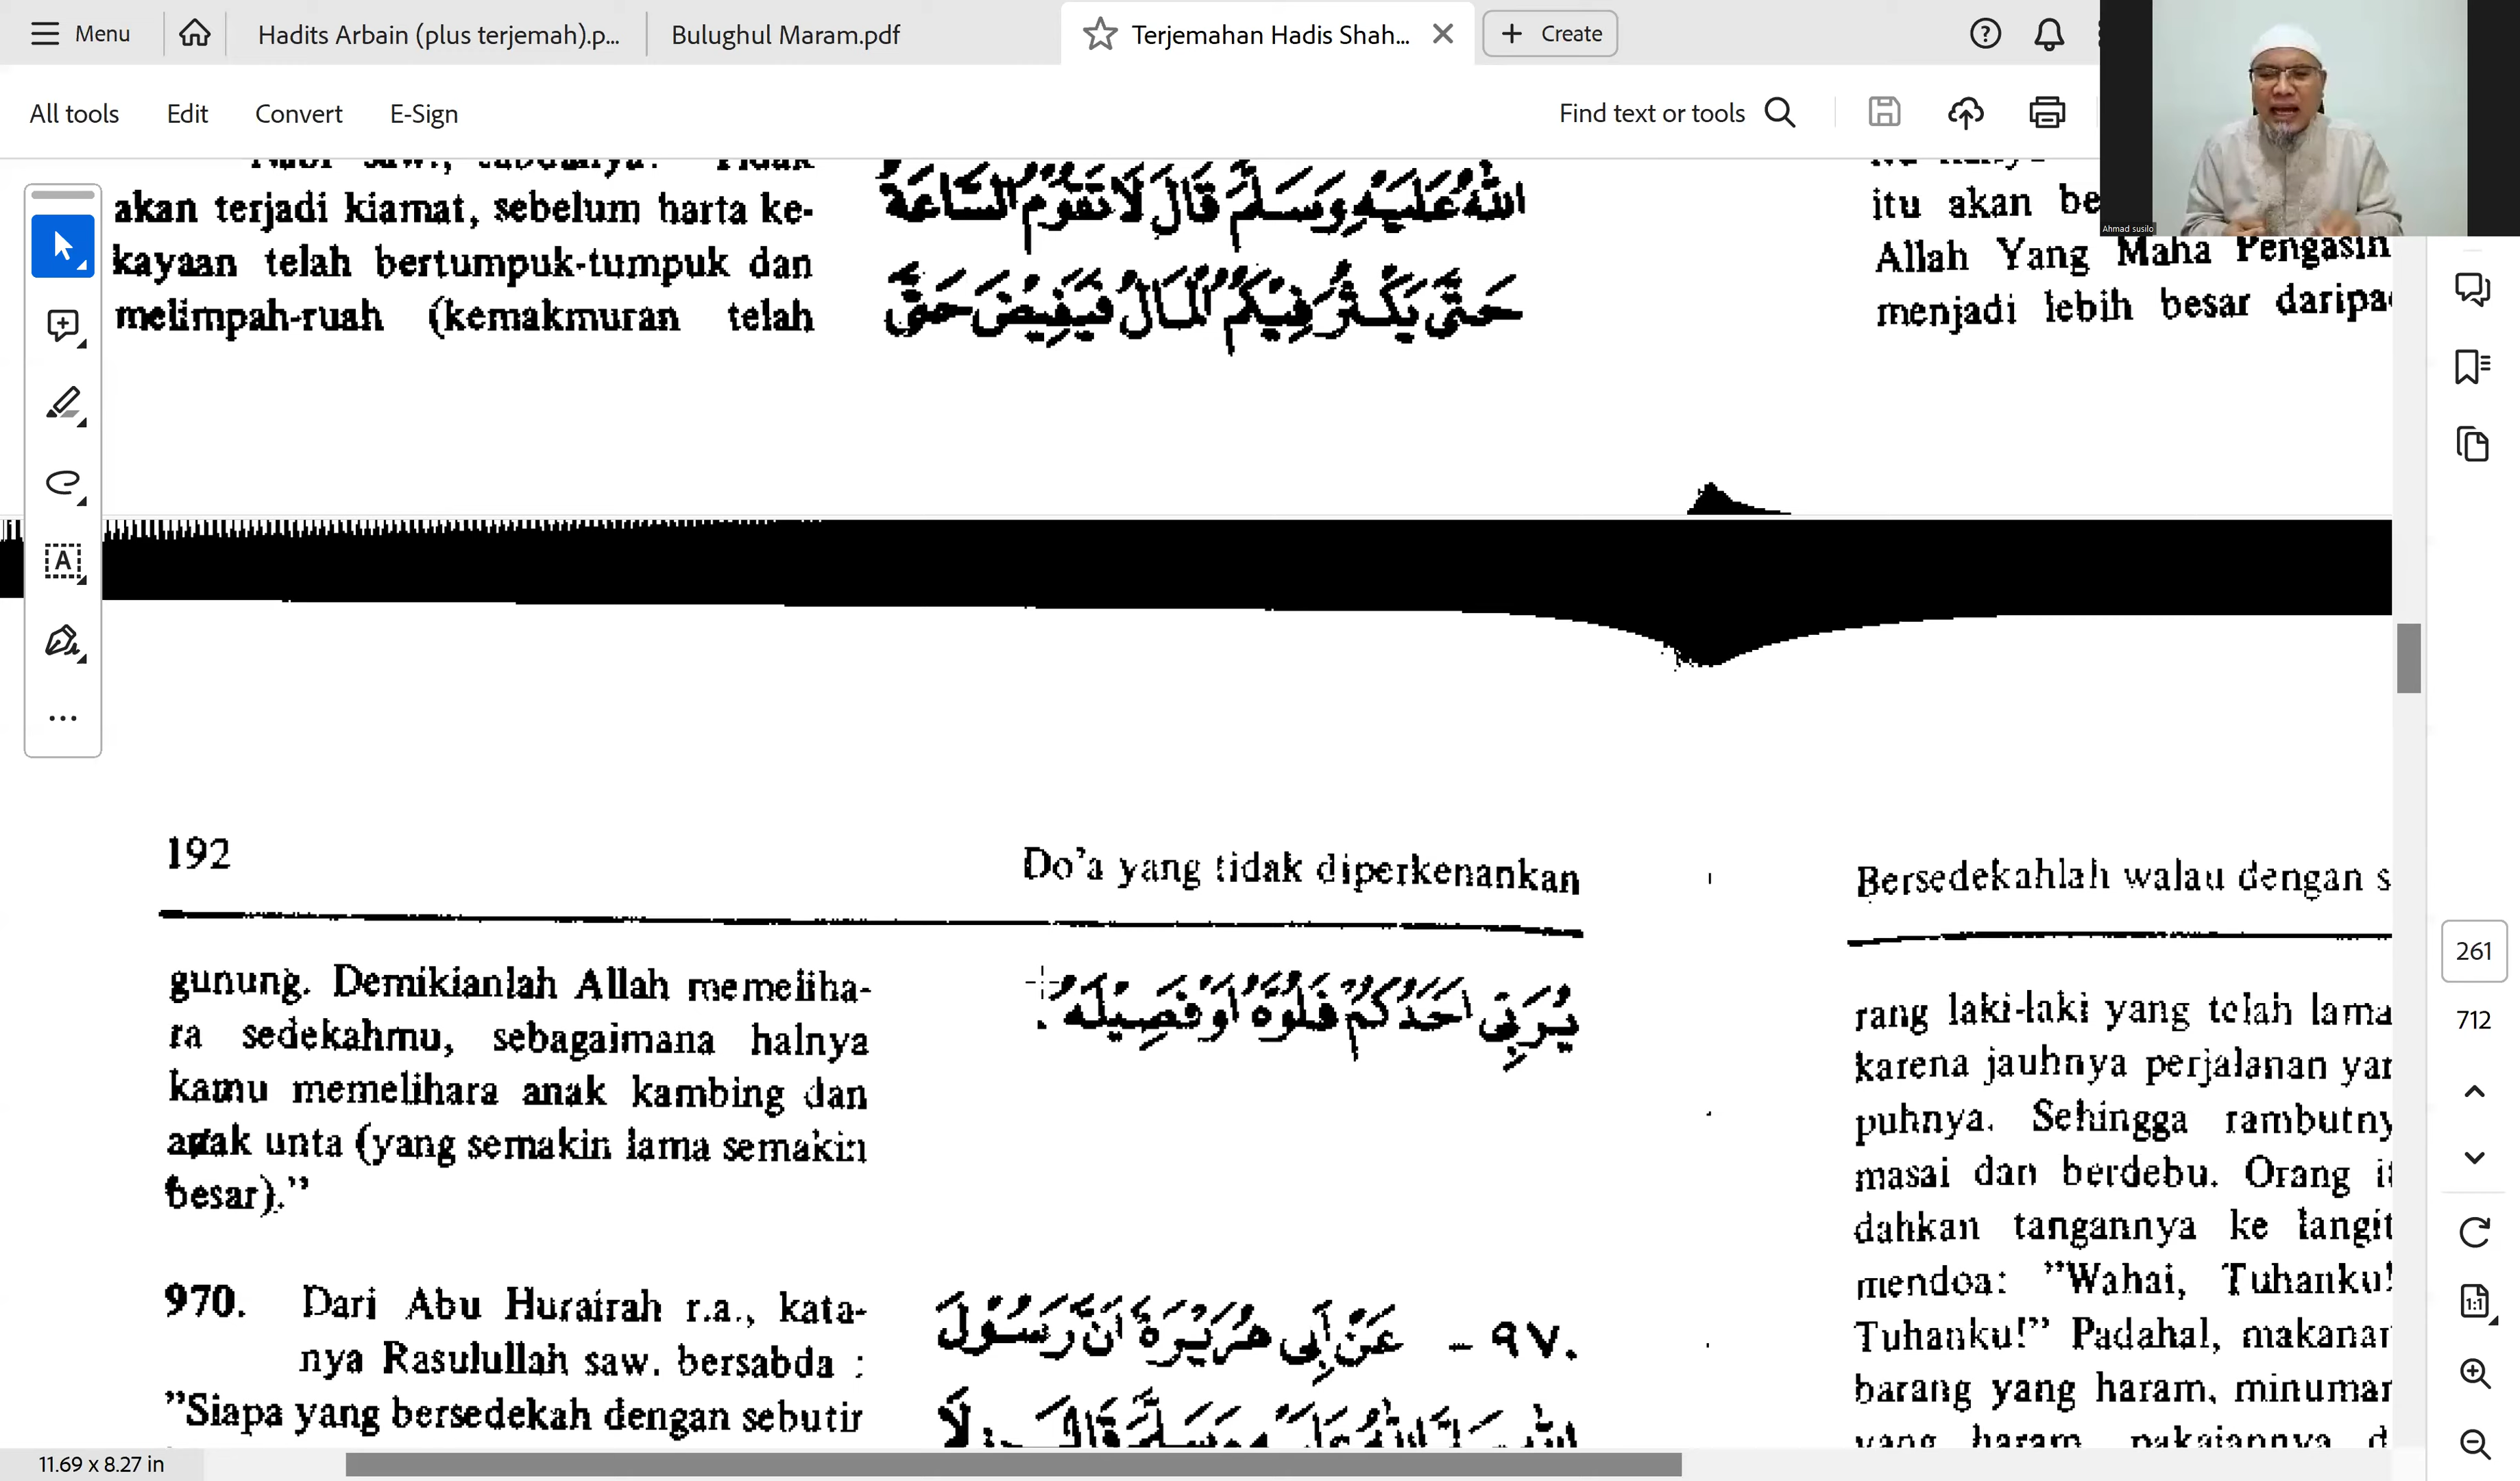 Menu
Hadits Arbain (plus terjemah).p...
Bulughul Maram.pdf
Terjemahan Hadis Shah...
Create
All tools
Edit
Convert
E-Sign
Find text or tools
Ahmad susilo
akan terjadi kiamat, sebelum harta ke-
kayaan telah bertumpuk-tumpuk dan
melimpah-ruah (kemakmuran telah
اللهُ عَلَيْهِ وَسَلَّمَ قَالَ لَا تَقُوْمُ السَّاعَةُ
حَتَّى يَكْثُرَ فِيْكُمُ الْمَالُ فَيَفِيْضَ حَتَّى
itu akan be
Allah Yang Maha Pengasih
menjadi lebih besar daripa
192
Do'a yang tidak diperkenankan
gunung. Demikianlah Allah memeliha-
ra sedekahmu, sebagaimana halnya
kamu memelihara anak kambing dan
anak unta (yang semakin lama semakin
besar)."
يُرَبِّى أَحَدُكُمْ فَلُوَّهُ أَوْ فَصِيْلَهُ .
970. Dari Abu Hurairah r.a., kata-
nya Rasulullah saw. bersabda :
"Siapa yang bersedekah dengan sebutir
٩٧٠ - عَنْ أَبِى هُرَيْرَةَ أَنَّ رَسُوْلَ
Bersedekahlah walau dengan s
rang laki-laki yang telah lama
karena jauhnya perjalanan yan
puhnya. Sehingga rambutny
masai dan berdebu. Orang it
dahkan tangannya ke langit
mendoa: "Wahai, Tuhanku!
Tuhanku!" Padahal, makanan
barang yang haram, minuman
yang haram, pakaiannya d
261
712
1:1
11.69 x 8.27 in